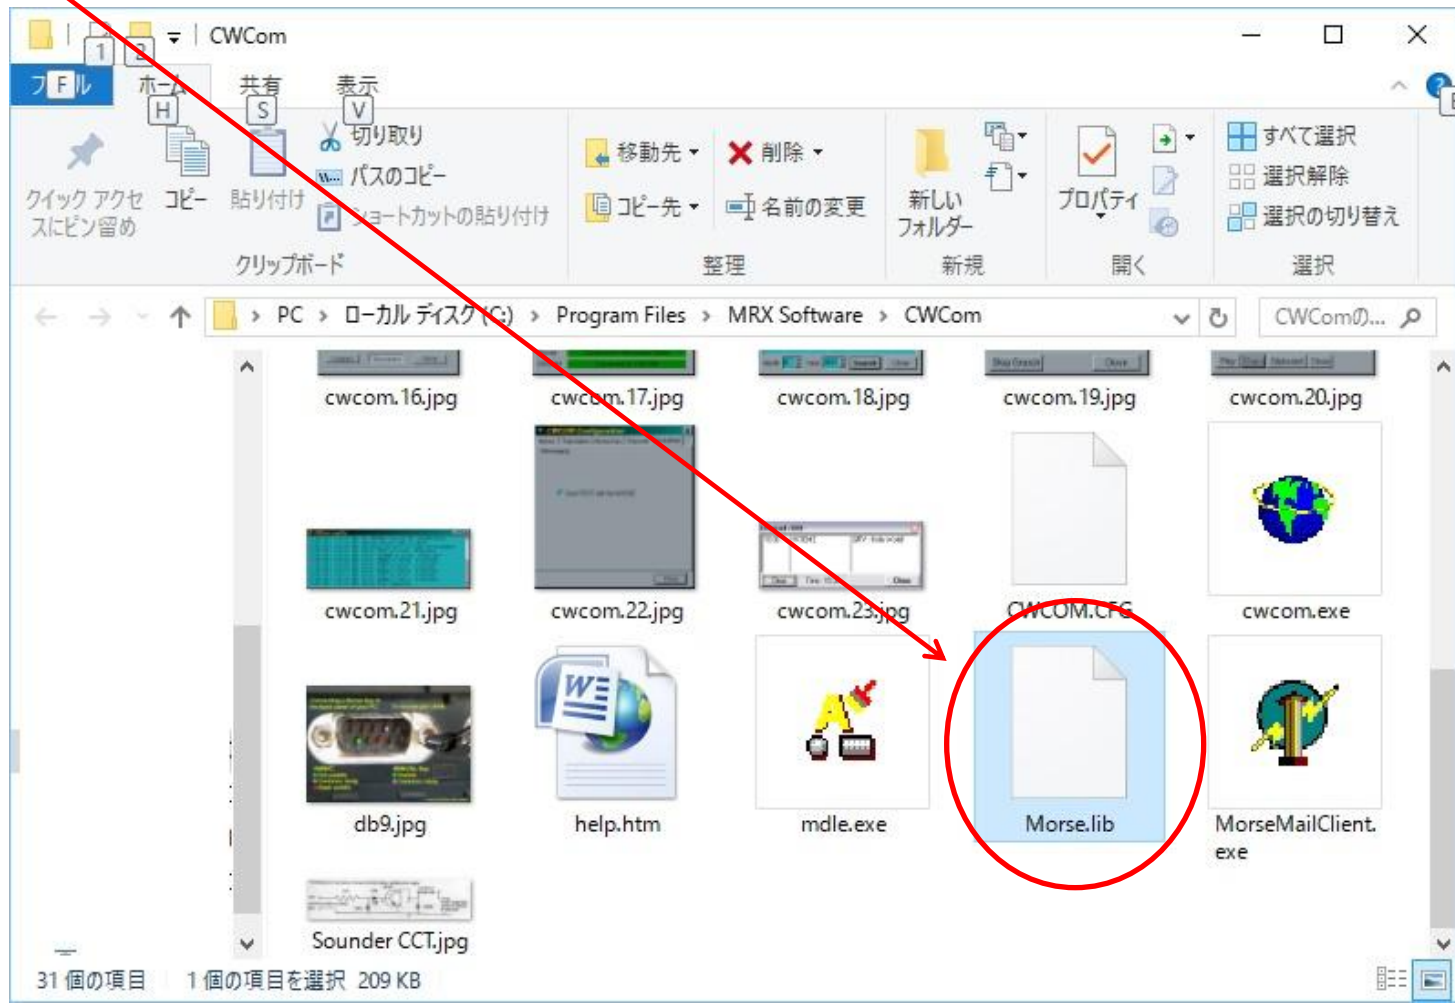 CWCom
1
2
ファイル
F
ホーム
H
共有
S
表示
V
クイック アクセ
スにピン留め
コピー
貼り付け
切り取り
パスのコピー
ショートカットの貼り付け
クリップボード
移動先
コピー先
削除
名前の変更
整理
新しい
フォルダー
新規
プロパティ
開く
すべて選択
選択解除
選択の切り替え
選択
PC › ローカル ディスク (C:) › Program Files › MRX Software › CWCom
CWComの...
cwcom.16.jpg
cwcom.17.jpg
cwcom.18.jpg
cwcom.19.jpg
cwcom.20.jpg
cwcom.21.jpg
cwcom.22.jpg
cwcom.23.jpg
CWCOM.CFG
cwcom.exe
db9.jpg
help.htm
mdle.exe
Morse.lib
MorseMailClient.
exe
Sounder CCT.jpg
31 個の項目
1 個の項目を選択 209 KB